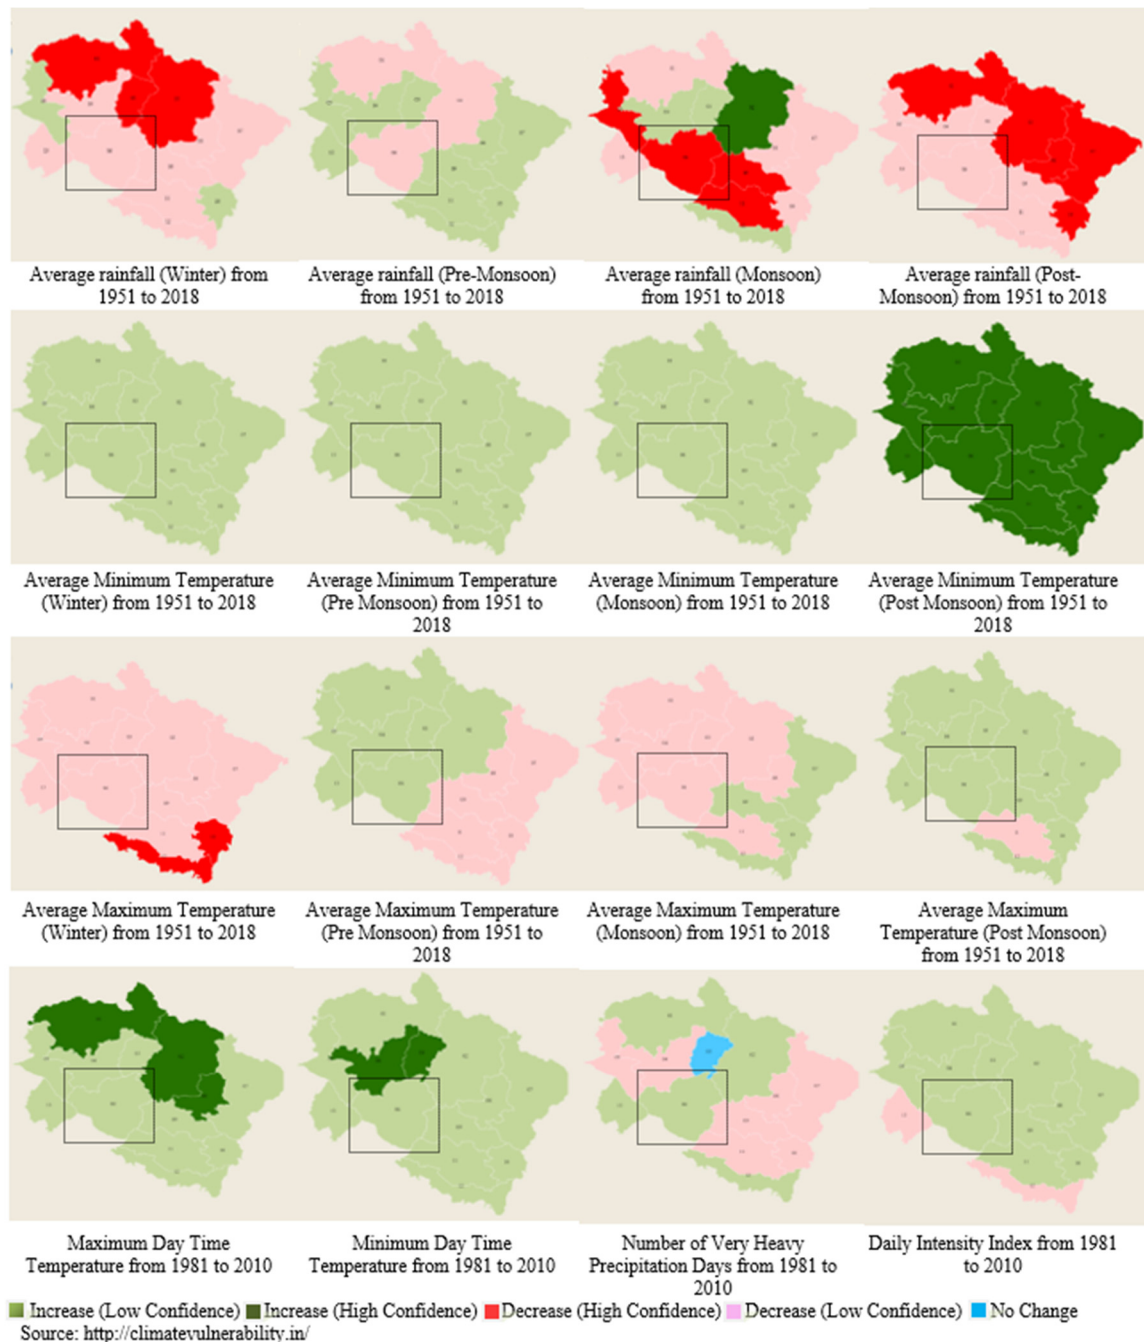 Average rainfall (Winter) from
1951 to 2018
Average rainfall (Pre-Monsoon)
from 1951 to 2018
Average rainfall (Monsoon)
from 1951 to 2018
Average rainfall (Post-
Monsoon) from 1951 to 2018
Average Minimum Temperature
(Winter) from 1951 to 2018
Average Minimum Temperature
(Pre Monsoon) from 1951 to
2018
Average Minimum Temperature
(Monsoon) from 1951 to 2018
Average Minimum Temperature
(Post Monsoon) from 1951 to
2018
Average Maximum Temperature
(Winter) from 1951 to 2018
Average Maximum Temperature
(Pre Monsoon) from 1951 to
2018
Average Maximum Temperature
(Monsoon) from 1951 to 2018
Average Maximum
Temperature (Post Monsoon)
from 1951 to 2018
Maximum Day Time
Temperature from 1981 to 2010
Minimum Day Time
Temperature from 1981 to 2010
Number of Very Heavy
Precipitation Days from 1981 to
2010
Daily Intensity Index from 1981
to 2010
Increase (Low Confidence) Increase (High Confidence) Decrease (High Confidence) Decrease (Low Confidence) No Change
Source: http://climatevulnerability.in/